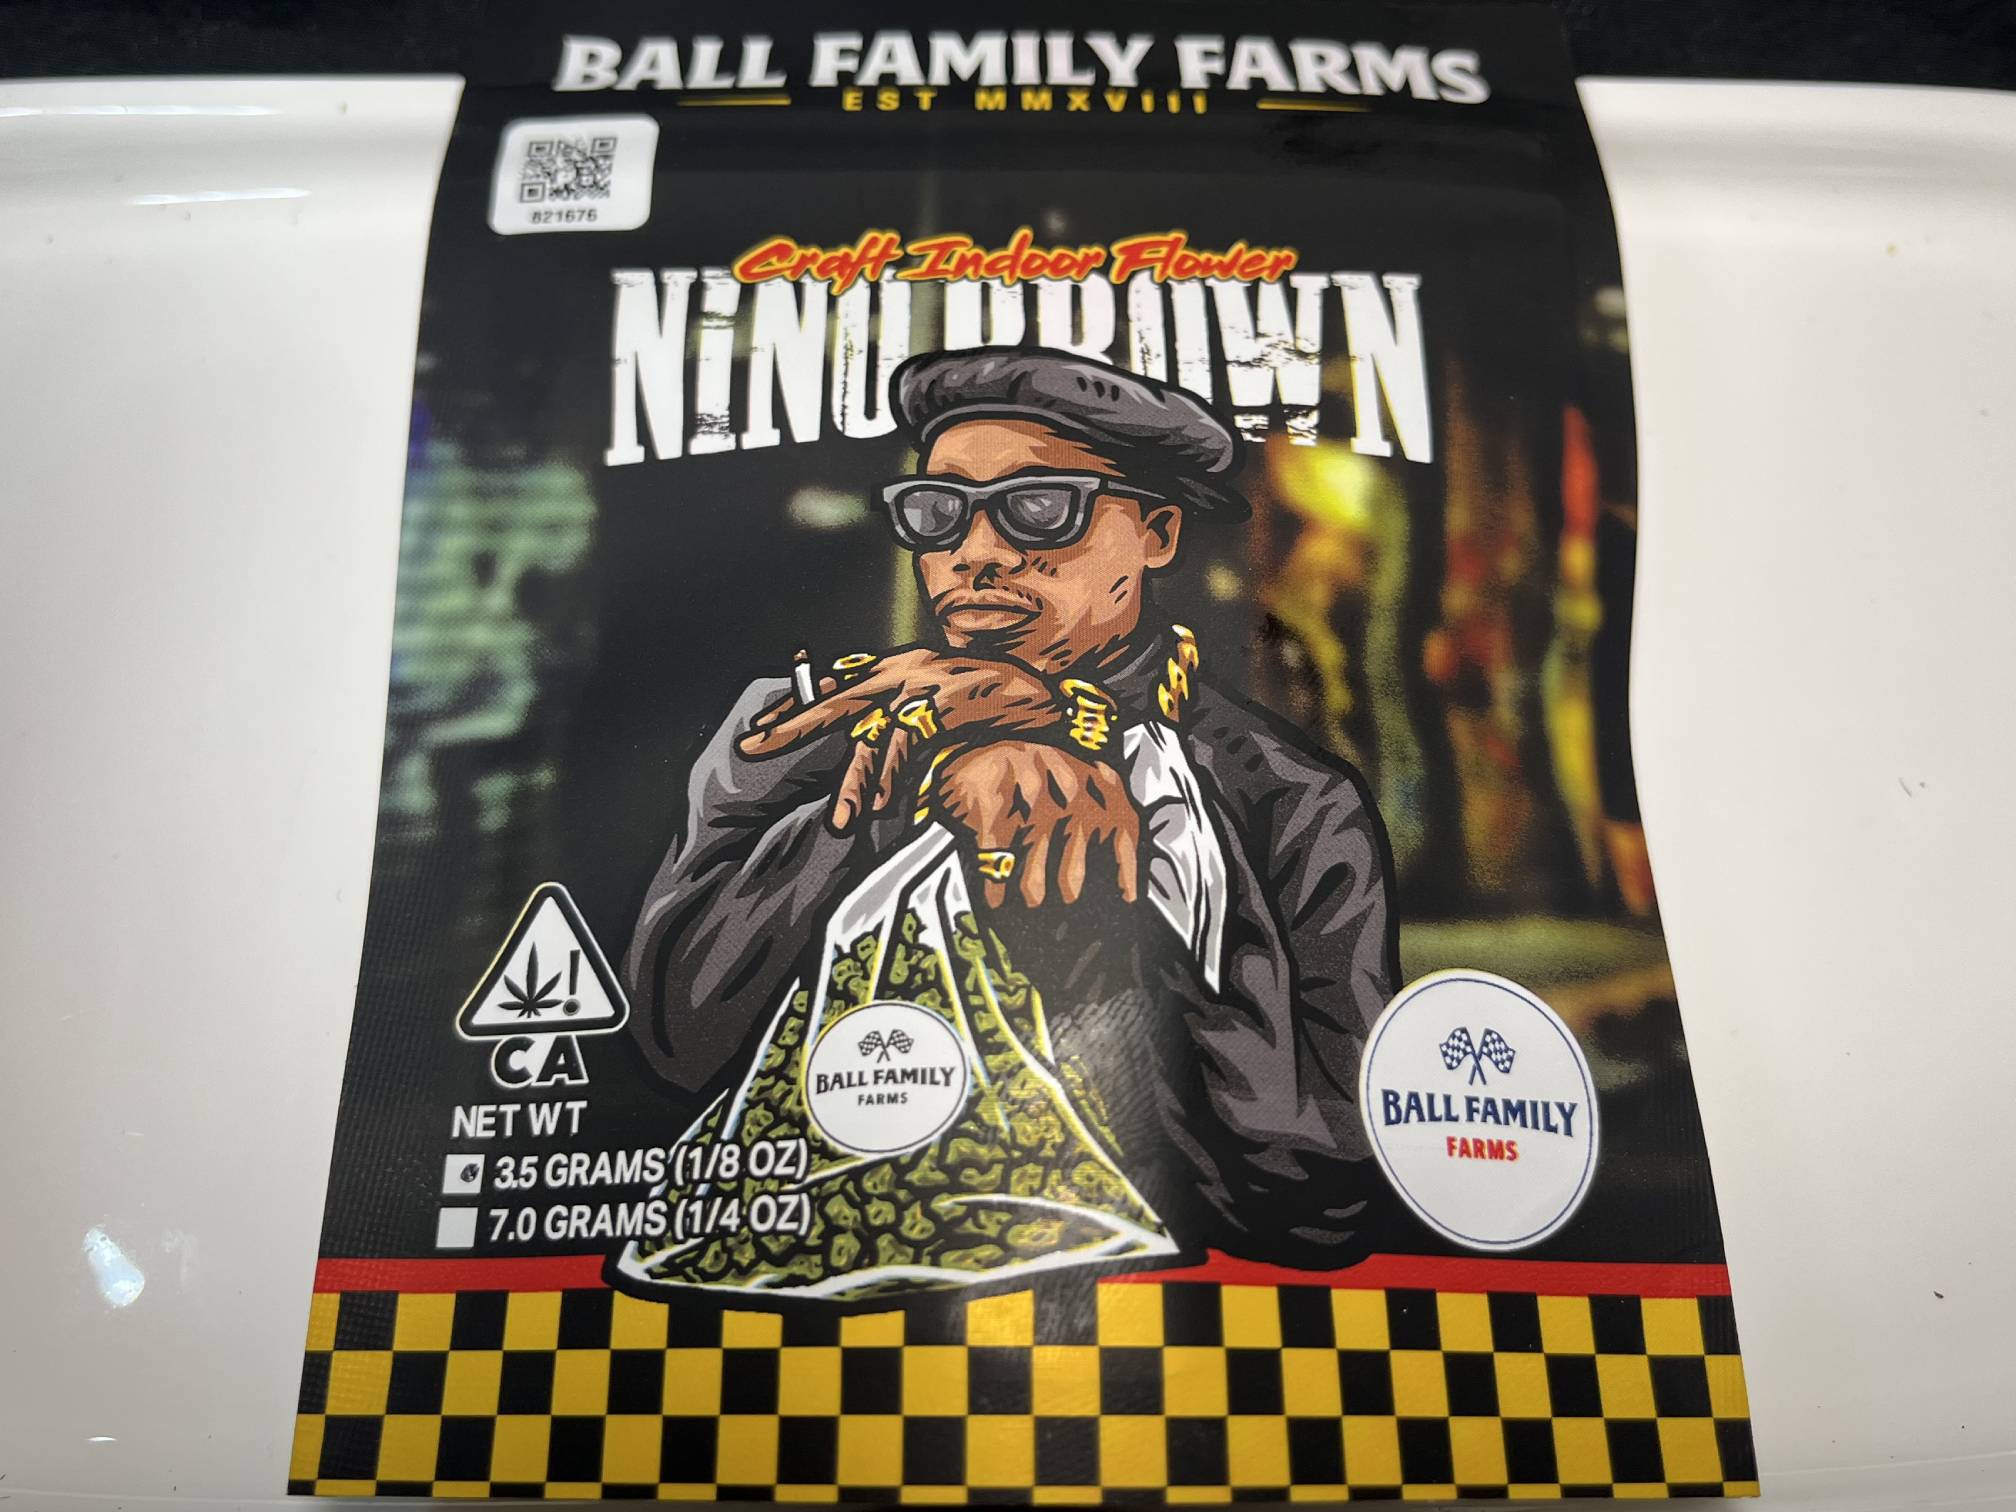 BALL FAMILY FARMS
EST MMXVIII
821676
Craft Indoor Flower
NiNO BROWN
CA
NET WT
3.5 GRAMS (1/8 OZ)
7.0 GRAMS (1/4 OZ)
BALL FAMILY
FARMS
BALL FAMILY
FARMS